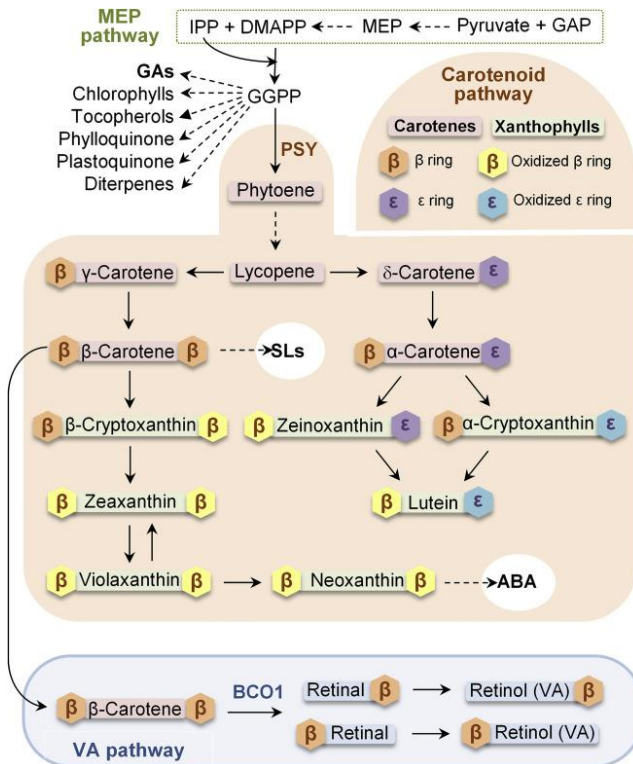 MEP
pathway
IPP + DMAPP MEP Pyruvate + GAP
GAs
Chlorophylls
Tocopherols
Phylloquinone
Plastoquinone
Diterpenes
GGPP
PSY
Phytoene
Carotenoid
pathway
Carotenes Xanthophylls
β β ring β Oxidized β ring
ε ε ring ε Oxidized ε ring
β γ-Carotene Lycopene δ-Carotene ε
β β-Carotene β SLs β α-Carotene ε
β β-Cryptoxanthin β β Zeinoxanthin ε β α-Cryptoxanthin ε
β Zeaxanthin β β Lutein ε
β Violaxanthin β β Neoxanthin β ABA
β β-Carotene β BCO1 Retinal β Retinol (VA) β
β Retinal β Retinol (VA)
VA pathway